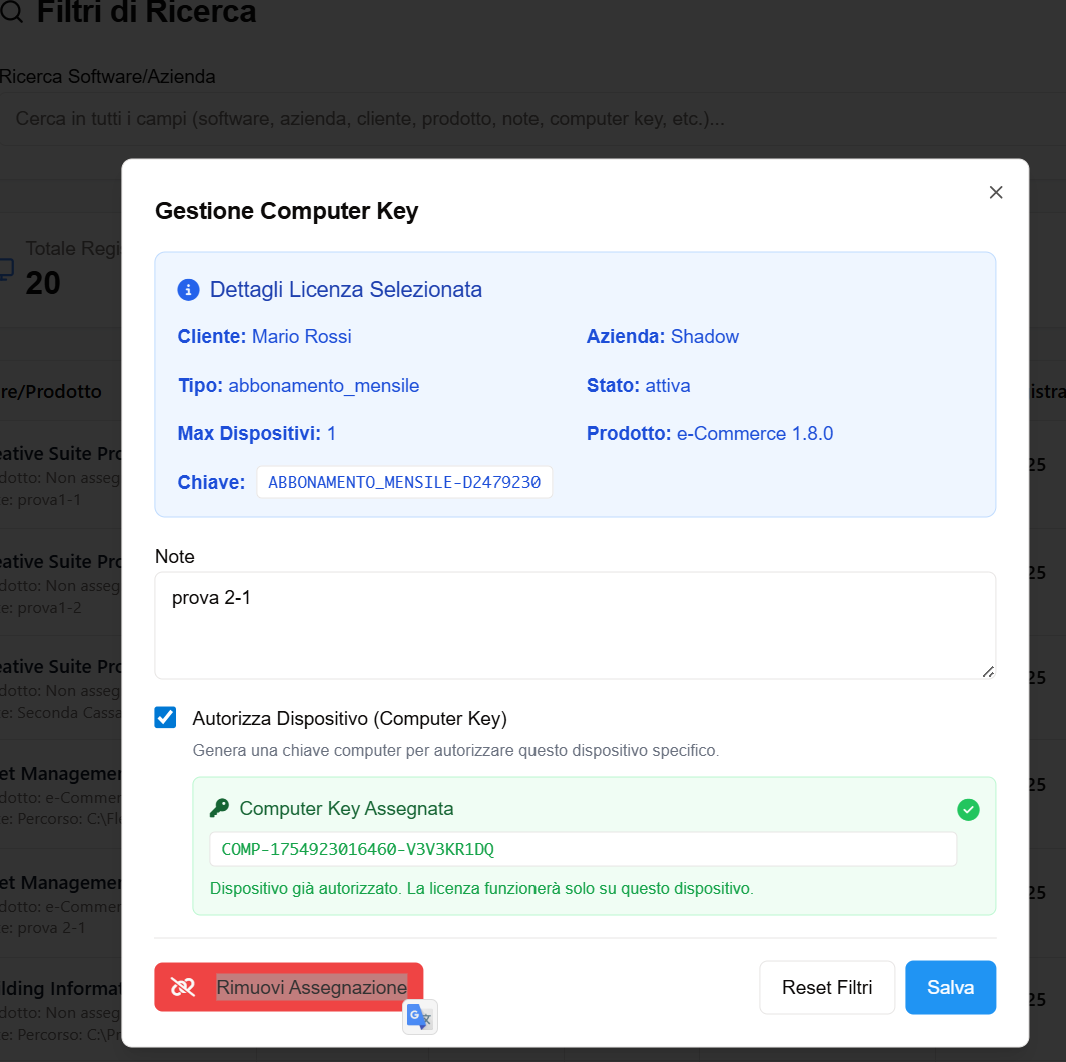 Filtri di Ricerca
Ricerca Software/Azienda
Cerca in tutti i campi (software, azienda, cliente, prodotto, note, computer key, etc.)...
Totale Regi
20
re/Prodotto
istra
eative Suite Pro
dotto: Non asseg
e: prova1-1
25
eative Suite Pro
dotto: Non asseg
e: prova1-2
25
eative Suite Pro
dotto: Non asseg
e: Seconda Cassa
25
et Managemen
dotto: e-Commer
e: Percorso: C:\Fle
25
et Managemen
dotto: e-Commer
e: prova 2-1
25
lding Informat
dotto: Non asseg
e: Percorso: C:\Pr
25
Gestione Computer Key
Dettagli Licenza Selezionata
Cliente: Mario Rossi
Azienda: Shadow
Tipo: abbonamento_mensile
Stato: attiva
Max Dispositivi: 1
Prodotto: e-Commerce 1.8.0
Chiave: ABBONAMENTO_MENSILE-D2479230
Note
prova 2-1
Autorizza Dispositivo (Computer Key)
Genera una chiave computer per autorizzare questo dispositivo specifico.
Computer Key Assegnata
COMP-1754923016460-V3V3KR1DQ
Dispositivo già autorizzato. La licenza funzionerà solo su questo dispositivo.
Rimuovi Assegnazione
Reset Filtri
Salva